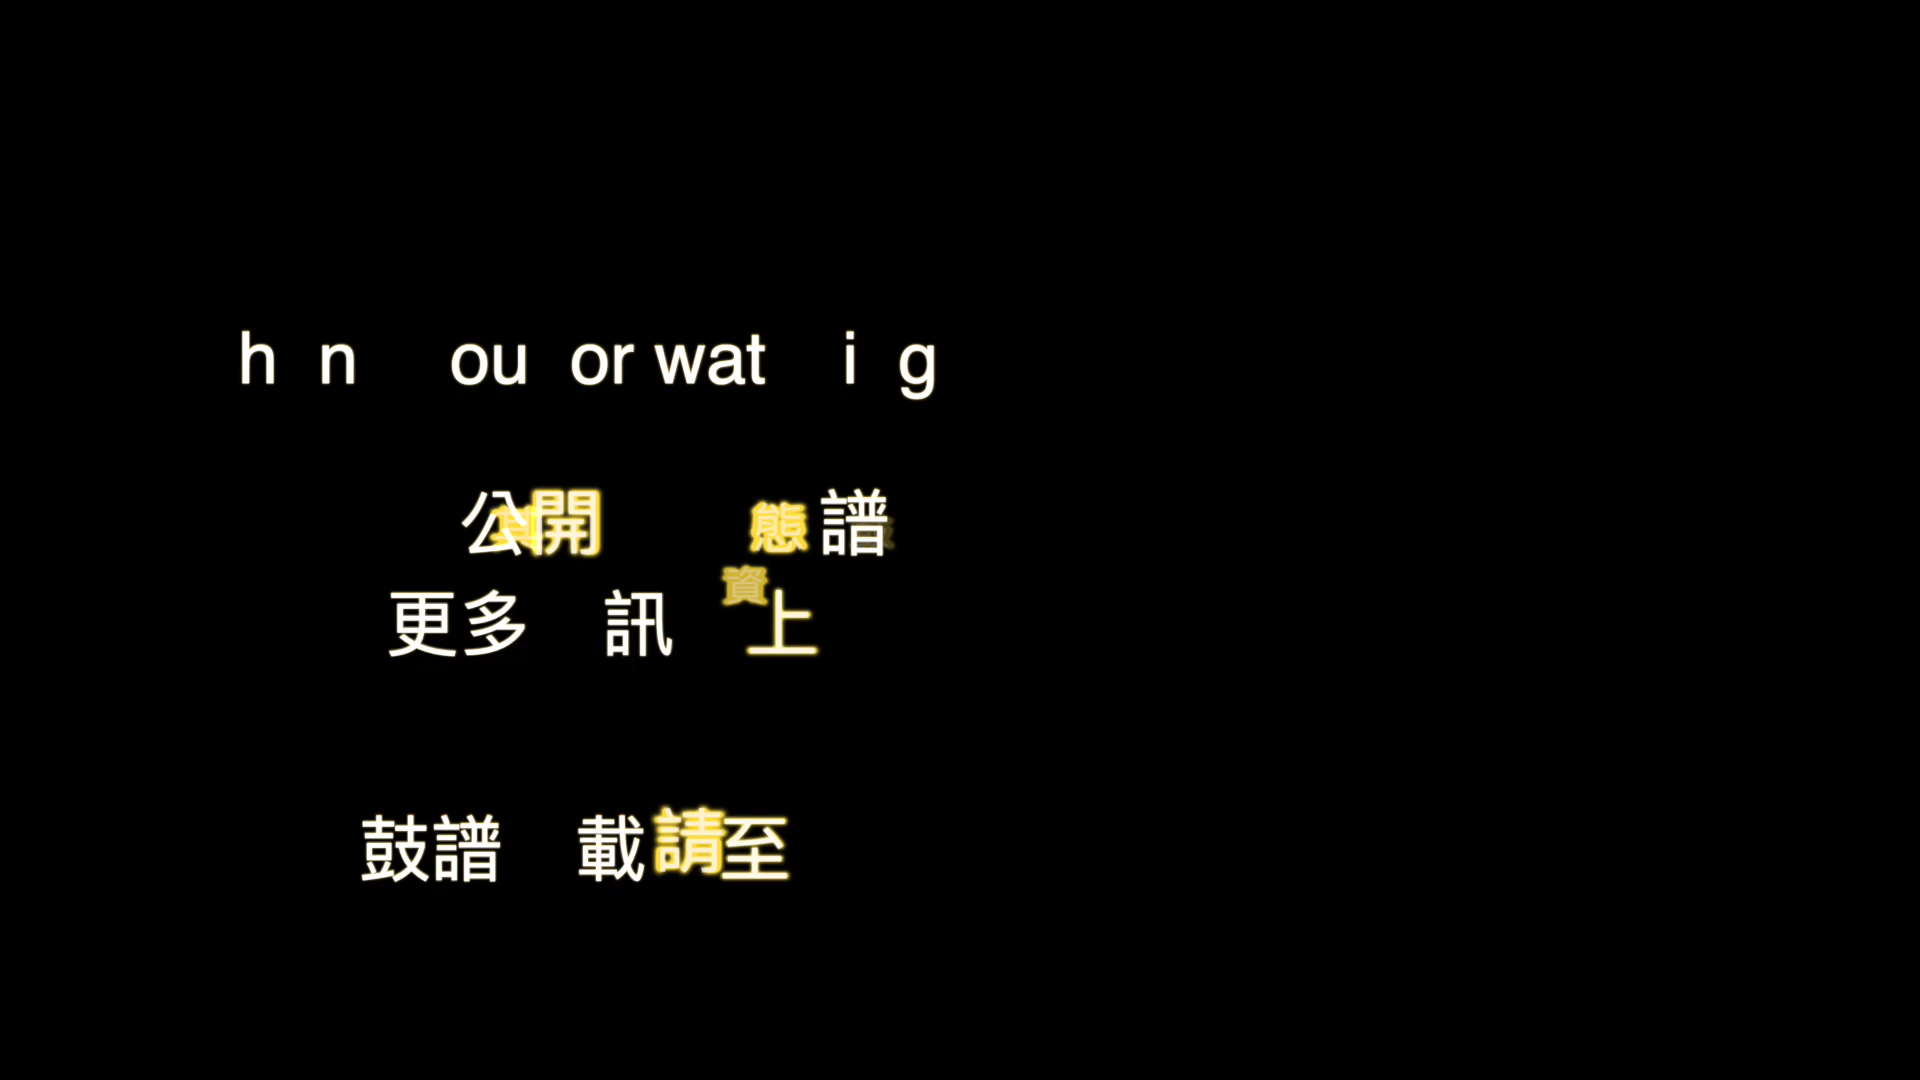 h n ou or wat i g
公開 態譜
更多 訊 上
資
鼓譜 載請至